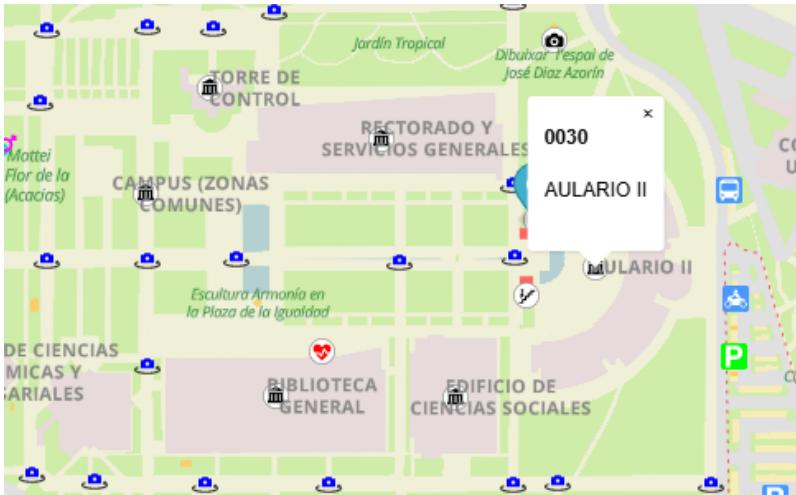 Jardín Tropical
Dibuixar l'espai de
José Díaz Azorín
TORRE DE
CONTROL
×
0030
AULARIO II
RECTORADO Y
SERVICIOS GENERALES
CO
U
Mattei
Flor de la
(Acacias)
CAMPUS (ZONAS
COMUNES)
AULARIO II
Escultura Armonía en
la Plaza de la Igualdad
DE CIENCIAS
MICAS Y
SARIALES
P
BIBLIOTECA
GENERAL
EDIFICIO DE
CIENCIAS SOCIALES